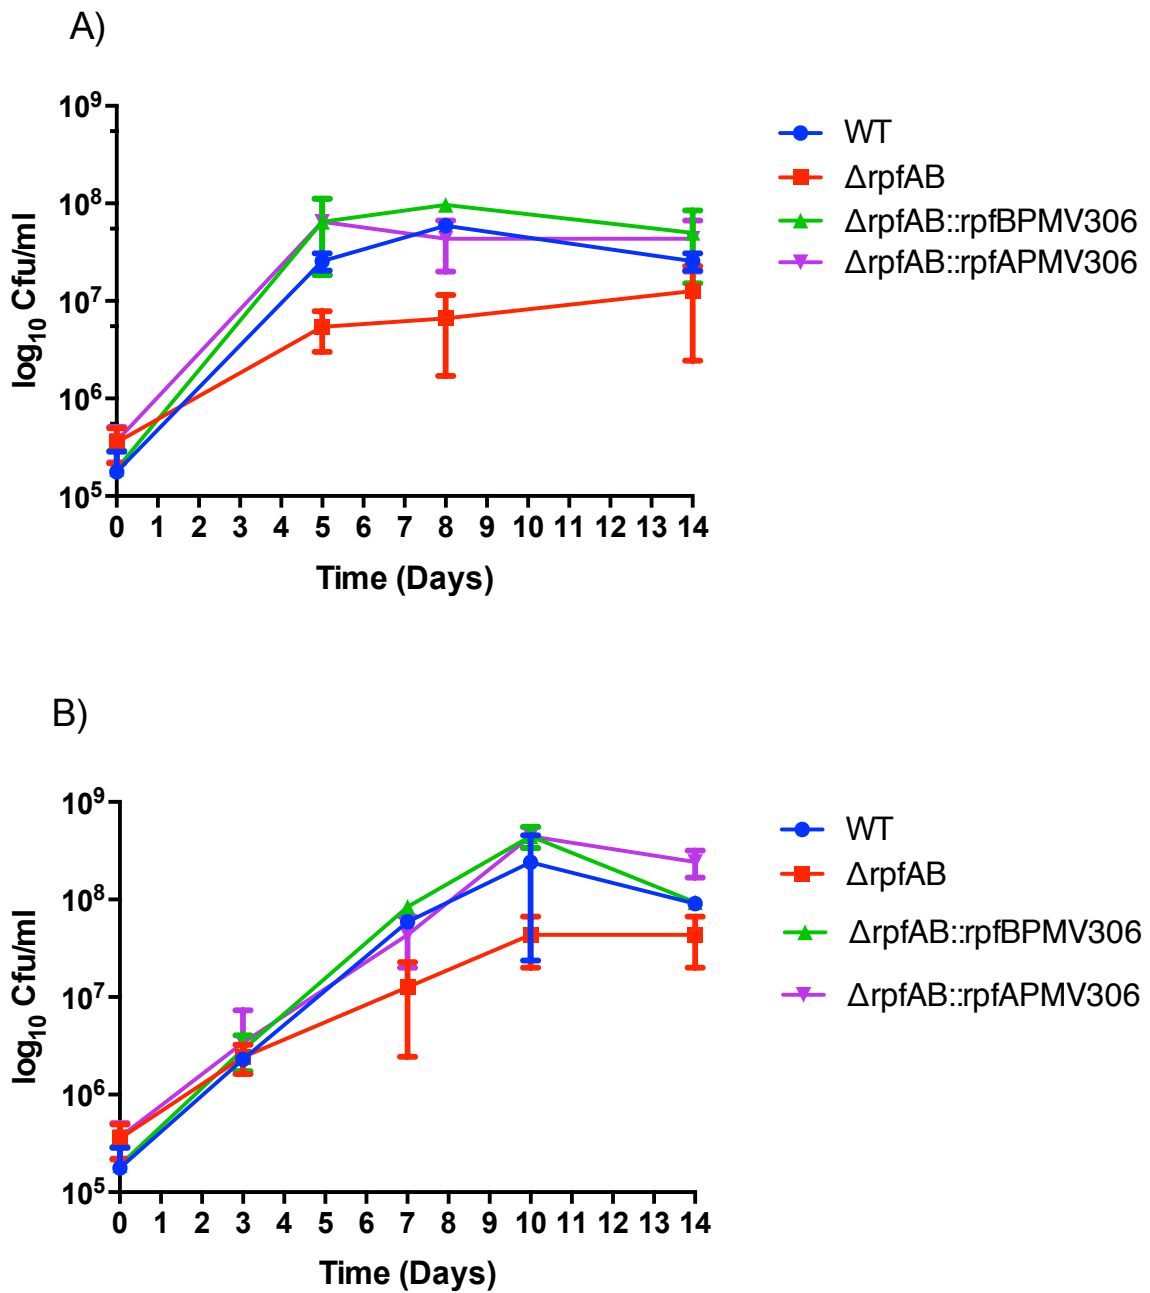 A)
10⁹
10⁸
10⁷
10⁶
10⁵
log₁₀ Cfu/ml
0 1 2 3 4 5 6 7 8 9 10 11 12 13 14
Time (Days)
WT
ΔrpfAB
ΔrpfAB::rpfBPMV306
ΔrpfAB::rpfAPMV306
B)
10⁹
10⁸
10⁷
10⁶
10⁵
log₁₀ Cfu/ml
0 1 2 3 4 5 6 7 8 9 10 11 12 13 14
Time (Days)
WT
ΔrpfAB
ΔrpfAB::rpfBPMV306
ΔrpfAB::rpfAPMV306